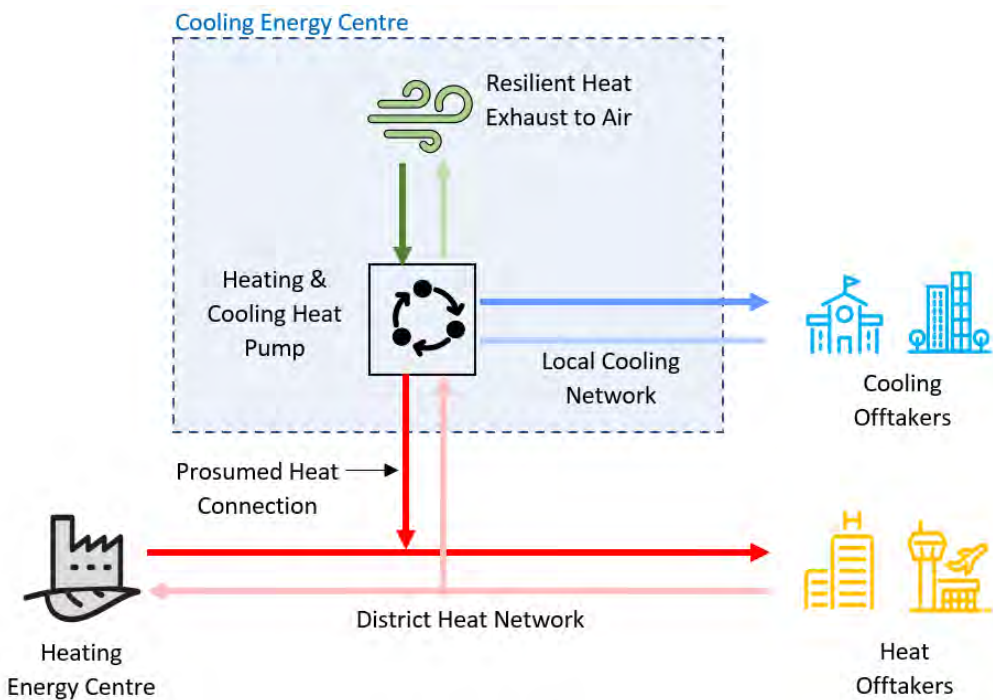 Cooling Energy Centre
Resilient Heat
Exhaust to Air
Heating &
Cooling Heat
Pump
Local Cooling
Network
Cooling
Offtakers
Prosumed Heat
Connection
H
District Heat Network
Heating
Energy Centre
Heat
Offtakers